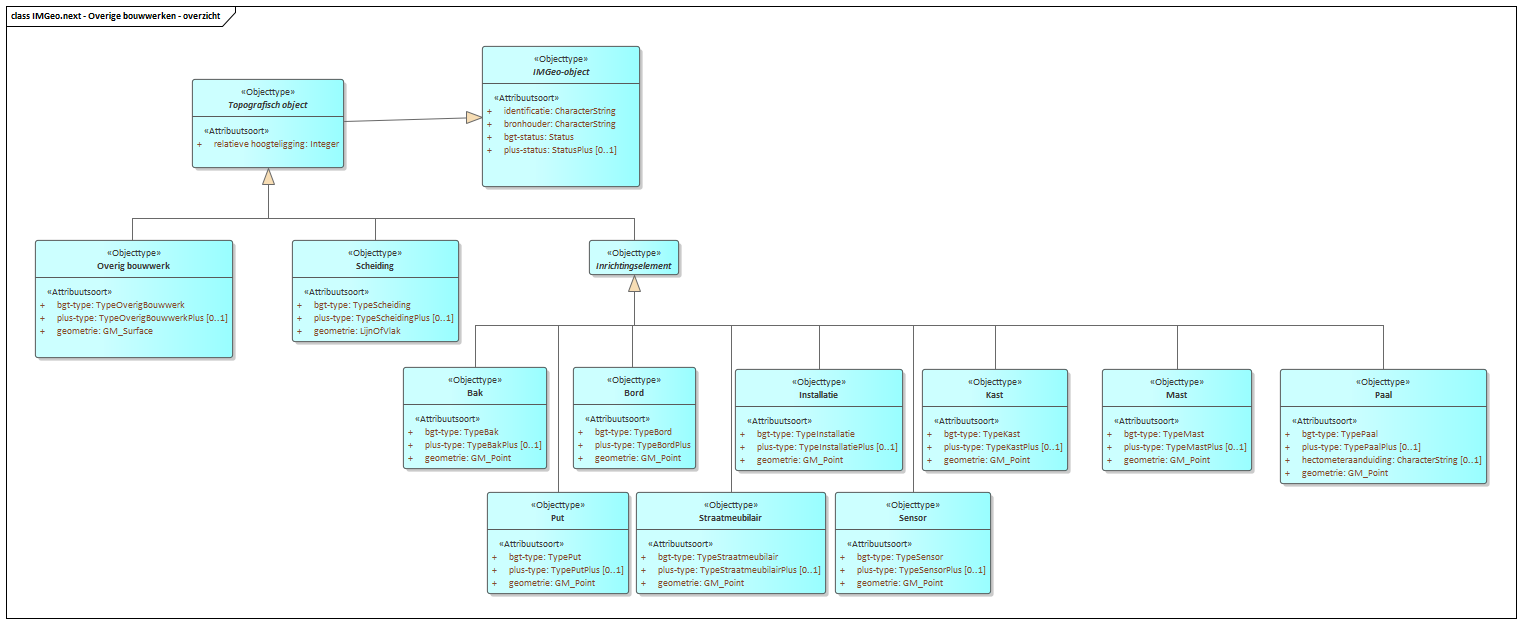 class IMGeo.next - Overige bouwwerken - overzicht
«Objecttype»
IMGeo-object
«Attribuutsoort»
+ identificatie: CharacterString
+ bronhouder: CharacterString
+ bgt-status: Status
+ plus-status: StatusPlus [0..1]
«Objecttype»
Topografisch object
«Attribuutsoort»
+ relatieve hoogteligging: Integer
«Objecttype»
Overig bouwwerk
«Attribuutsoort»
+ bgt-type: TypeOverigBouwwerk
+ plus-type: TypeOverigBouwwerkPlus [0..1]
+ geometrie: GM_Surface
«Objecttype»
Scheiding
«Attribuutsoort»
+ bgt-type: TypeScheiding
+ plus-type: TypeScheidingPlus [0..1]
+ geometrie: LijnOfVlak
«Objecttype»
Inrichtingselement
«Objecttype»
Bak
«Attribuutsoort»
+ bgt-type: TypeBak
+ plus-type: TypeBakPlus [0..1]
+ geometrie: GM_Point
«Objecttype»
Bord
«Attribuutsoort»
+ bgt-type: TypeBord
+ plus-type: TypeBordPlus
+ geometrie: GM_Point
«Objecttype»
Installatie
«Attribuutsoort»
+ bgt-type: TypeInstallatie
+ plus-type: TypeInstallatiePlus [0..1]
+ geometrie: GM_Point
«Objecttype»
Kast
«Attribuutsoort»
+ bgt-type: TypeKast
+ plus-type: TypeKastPlus [0..1]
+ geometrie: GM_Point
«Objecttype»
Mast
«Attribuutsoort»
+ bgt-type: TypeMast
+ plus-type: TypeMastPlus [0..1]
+ geometrie: GM_Point
«Objecttype»
Paal
«Attribuutsoort»
+ bgt-type: TypePaal
+ plus-type: TypePaalPlus [0..1]
+ hectometeraanduiding: CharacterString [0..1]
+ geometrie: GM_Point
«Objecttype»
Put
«Attribuutsoort»
+ bgt-type: TypePut
+ plus-type: TypePutPlus [0..1]
+ geometrie: GM_Point
«Objecttype»
Straatmeubilair
«Attribuutsoort»
+ bgt-type: TypeStraatmeubilair
+ plus-type: TypeStraatmeubilairPlus [0..1]
+ geometrie: GM_Point
«Objecttype»
Sensor
«Attribuutsoort»
+ bgt-type: TypeSensor
+ plus-type: TypeSensorPlus [0..1]
+ geometrie: GM_Point